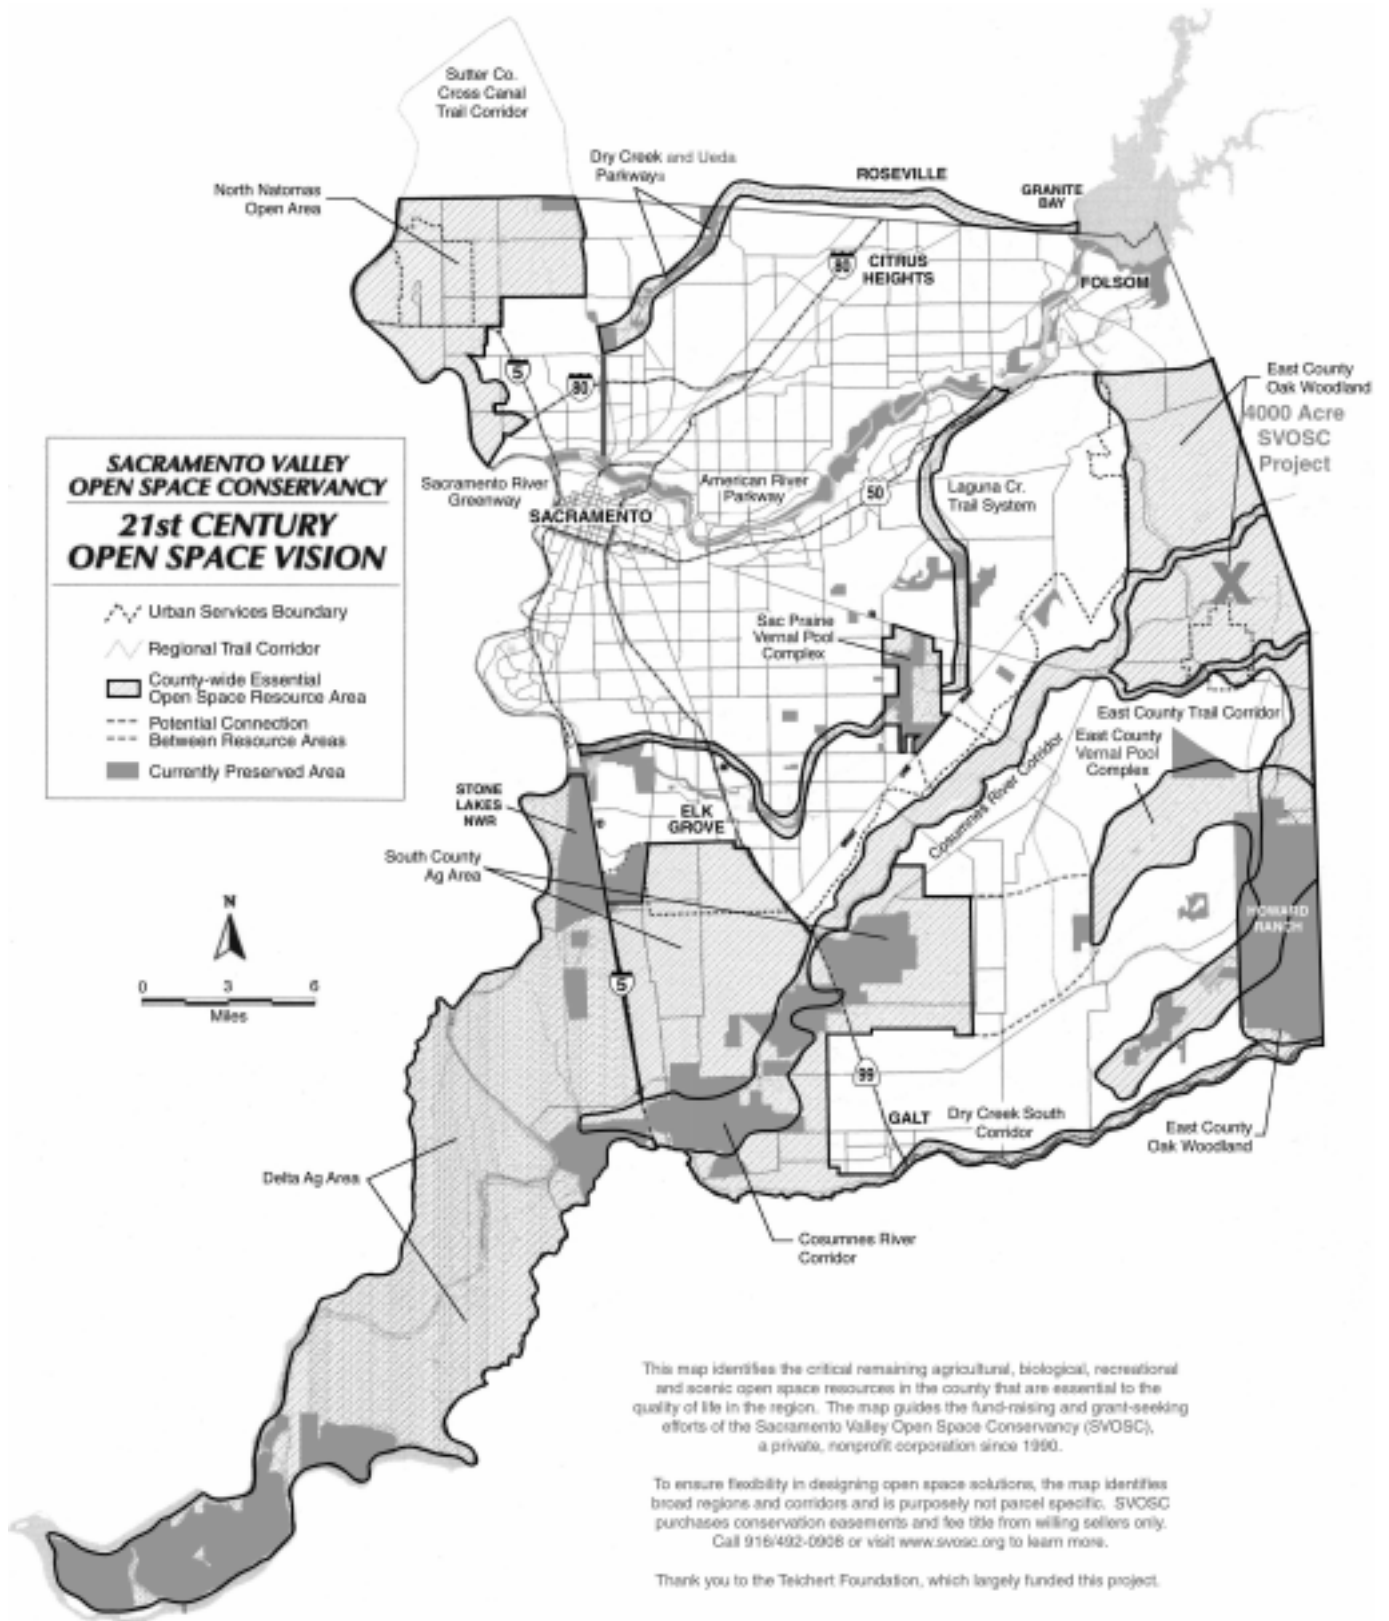 Sutter Co.
Cross Canal
Trail Corridor
Dry Creek and Ueda
Parkways
ROSEVILLE
GRANITE
BAY
North Natomas
Open Area
80
CITRUS
HEIGHTS
FOLSOM
5
80
East County
Oak Woodland
4000 Acre
SVOSC
Project
SACRAMENTO VALLEY
OPEN SPACE CONSERVANCY
21st CENTURY
OPEN SPACE VISION
Urban Services Boundary
Regional Trail Corridor
County-wide Essential
Open Space Resource Area
Potential Connection
Between Resource Areas
Currently Preserved Area
Sacramento River
Greenway
American River
Parkway
50
Laguna Cr.
Trail System
SACRAMENTO
X
Sac Prairie
Vernal Pool
Complex
East County Trail Corridor
East County
Vernal Pool
Complex
Cosumnes River Corridor
STONE
LAKES
NWR
ELK
GROVE
South County
Ag Area
HOWARD
RANCH
N
0 3 6
Miles
5
99
GALT
Dry Creek South
Corridor
East County
Oak Woodland
Delta Ag Area
Cosumnes River
Corridor
This map identifies the critical remaining agricultural, biological, recreational
and scenic open space resources in the county that are essential to the
quality of life in the region. The map guides the fund-raising and grant-seeking
efforts of the Sacramento Valley Open Space Conservancy (SVOSC),
a private, nonprofit corporation since 1990.
To ensure flexibility in designing open space solutions, the map identifies
broad regions and corridors and is purposely not parcel specific. SVOSC
purchases conservation easements and fee title from willing sellers only.
Call 916/492-0908 or visit www.svosc.org to learn more.
Thank you to the Teichert Foundation, which largely funded this project.